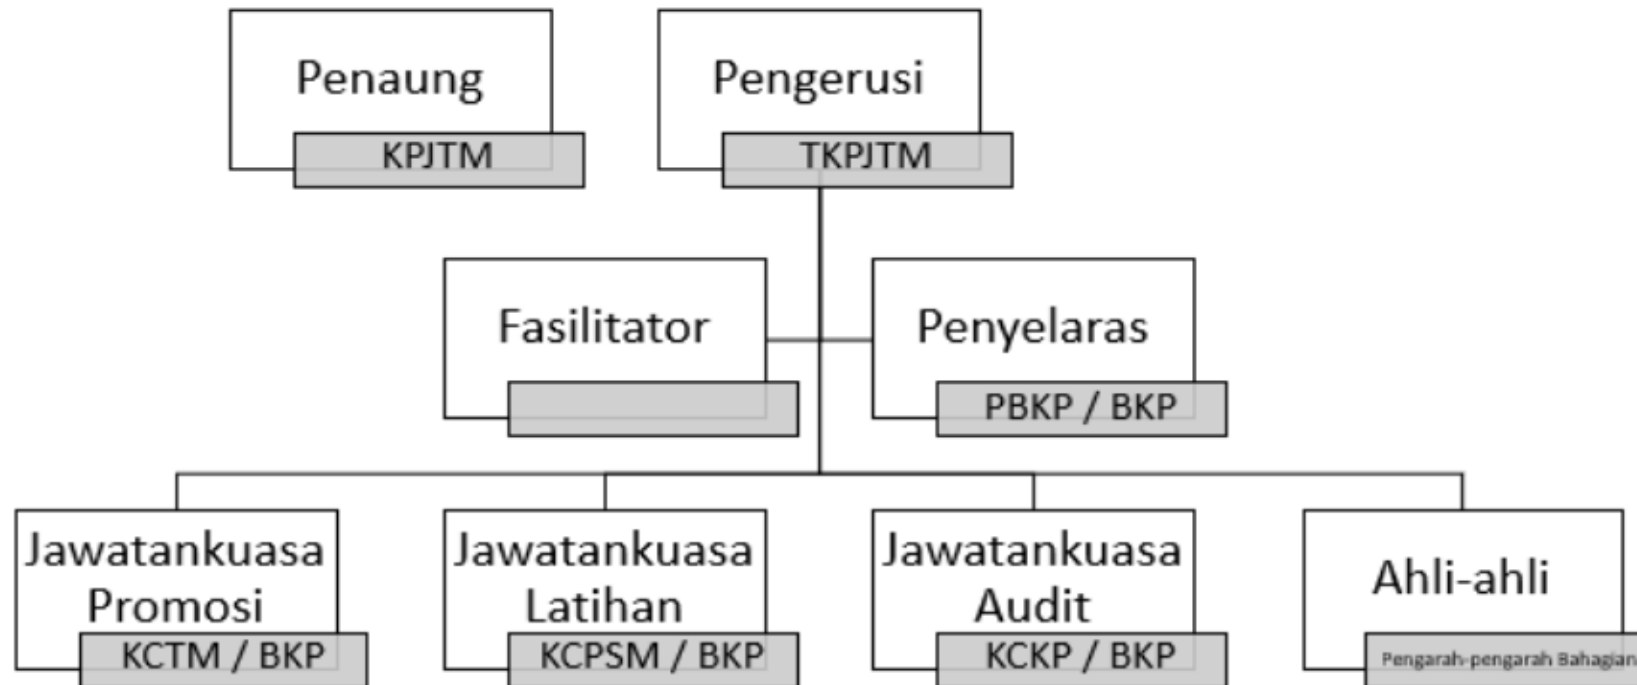 Penaung
KPJTM
Pengerusi
TKPJTM
Fasilitator
Penyelaras
PBKP / BKP
Jawatankuasa
Promosi
KCTM / BKP
Jawatankuasa
Latihan
KCPSM / BKP
Jawatankuasa
Audit
KCKP / BKP
Ahli-ahli
Pengarah-pengarah Bahagian